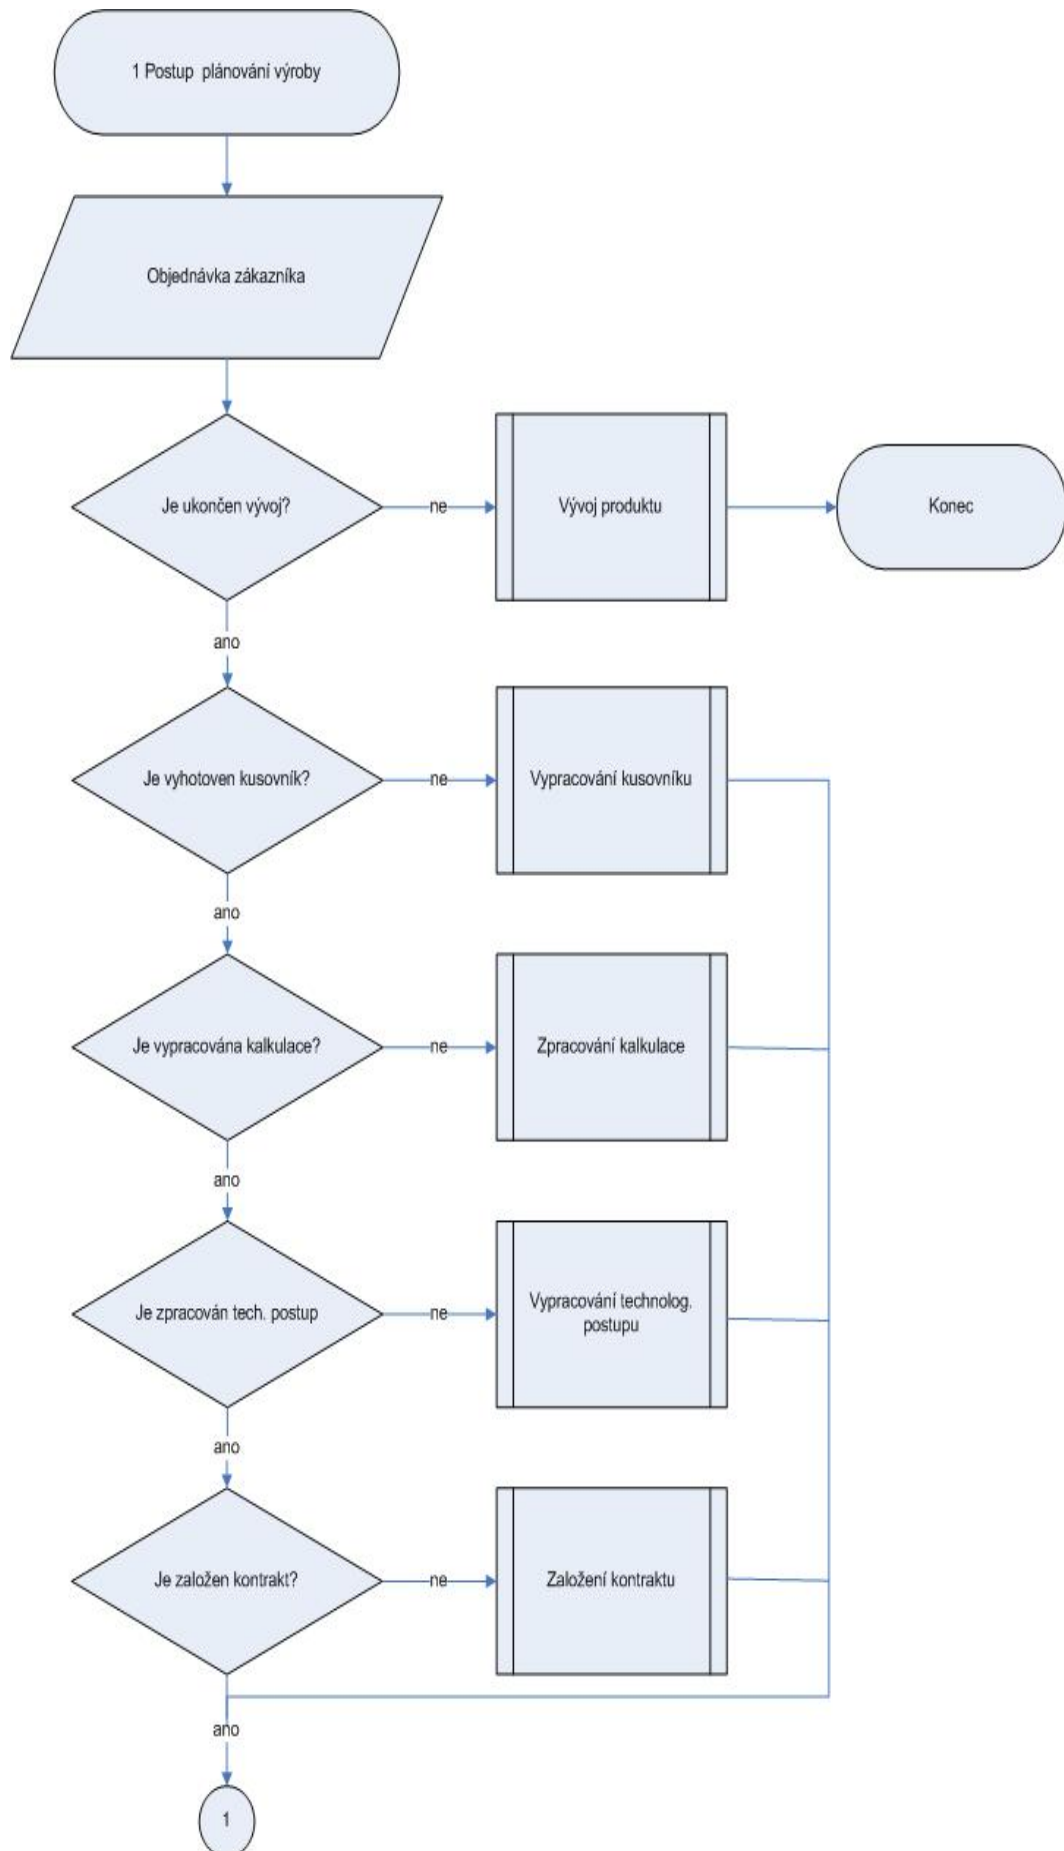 1 Postup  plánování výroby
Objednávka zákazníka
Je ukončen vývoj?
ne
Vývoj produktu
Konec
ano
Je vyhotoven kusovník?
ne
Vypracování kusovníku
ano
Je vypracována kalkulace?
ne
Zpracování kalkulace
ano
Je zpracován tech. postup
ne
Vypracování technolog.
postupu
ano
Je založen kontrakt?
ne
Založení kontraktu
ano
1